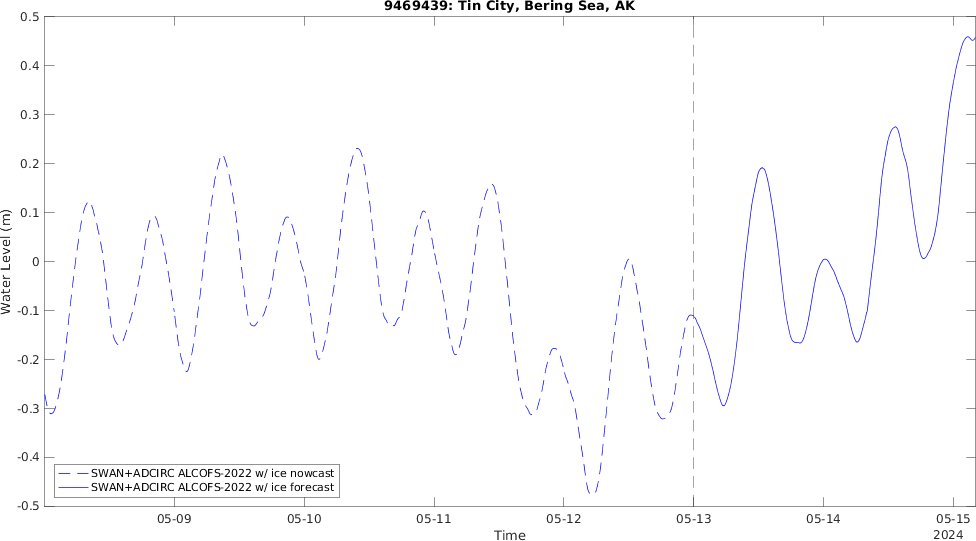 9469439: Tin City, Bering Sea, AK
0.5
0.4
0.3
0.2
0.1
0
-0.1
-0.2
-0.3
-0.4
-0.5
Water Level (m)
SWAN+ADCIRC ALCOFS-2022 w/ ice nowcast
SWAN+ADCIRC ALCOFS-2022 w/ ice forecast
05-09 05-10 05-11 05-12 05-13 05-14 05-15
Time 2024